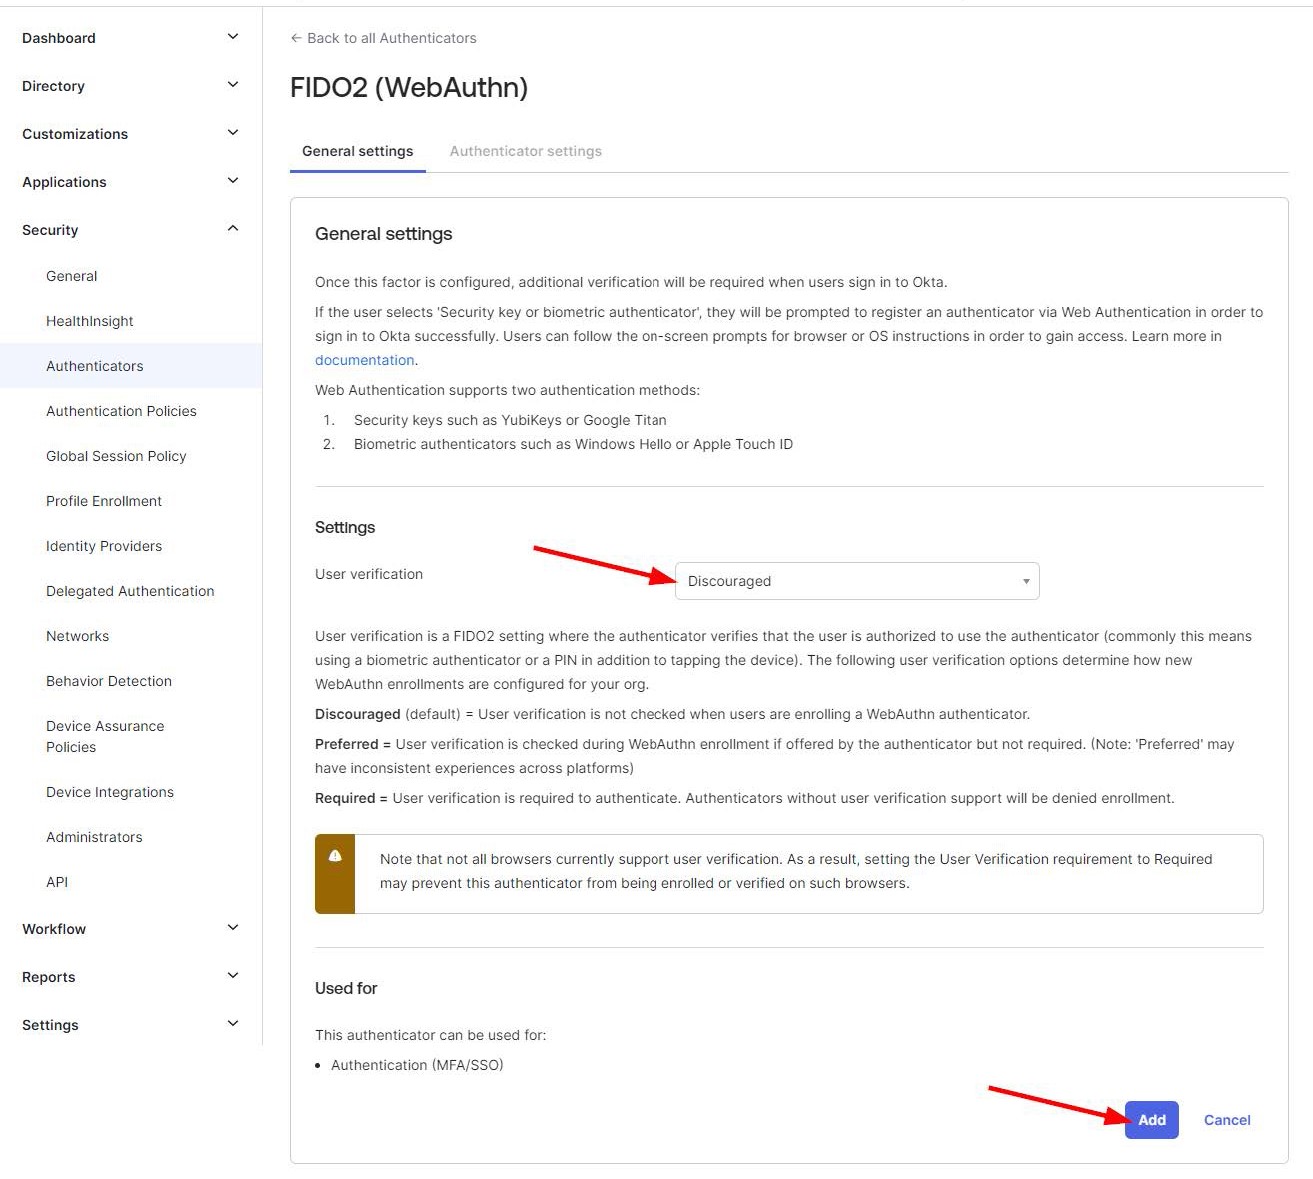 Dashboard
Directory
Customizations
Applications
Security
General
HealthInsight
Authenticators
Authentication Policies
Global Session Policy
Profile Enrollment
Identity Providers
Delegated Authentication
Networks
Behavior Detection
Device Assurance
Policies
Device Integrations
Administrators
API
Workflow
Reports
Settings
← Back to all Authenticators
FIDO2 (WebAuthn)
General settings
Authenticator settings
General settings
Once this factor is configured, additional verification will be required when users sign in to Okta.
If the user selects 'Security key or biometric authenticator', they will be prompted to register an authenticator via Web Authentication in order to
sign in to Okta successfully. Users can follow the on-screen prompts for browser or OS instructions in order to gain access. Learn more in
documentation.
Web Authentication supports two authentication methods:
1. Security keys such as YubiKeys or Google Titan
2. Biometric authenticators such as Windows Hello or Apple Touch ID
Settings
User verification
Discouraged
User verification is a FIDO2 setting where the authenticator verifies that the user is authorized to use the authenticator (commonly this means
using a biometric authenticator or a PIN in addition to tapping the device). The following user verification options determine how new
WebAuthn enrollments are configured for your org.
Discouraged (default) = User verification is not checked when users are enrolling a WebAuthn authenticator.
Preferred = User verification is checked during WebAuthn enrollment if offered by the authenticator but not required. (Note: 'Preferred' may
have inconsistent experiences across platforms)
Required = User verification is required to authenticate. Authenticators without user verification support will be denied enrollment.
Note that not all browsers currently support user verification. As a result, setting the User Verification requirement to Required
may prevent this authenticator from being enrolled or verified on such browsers.
Used for
This authenticator can be used for:
• Authentication (MFA/SSO)
Add
Cancel